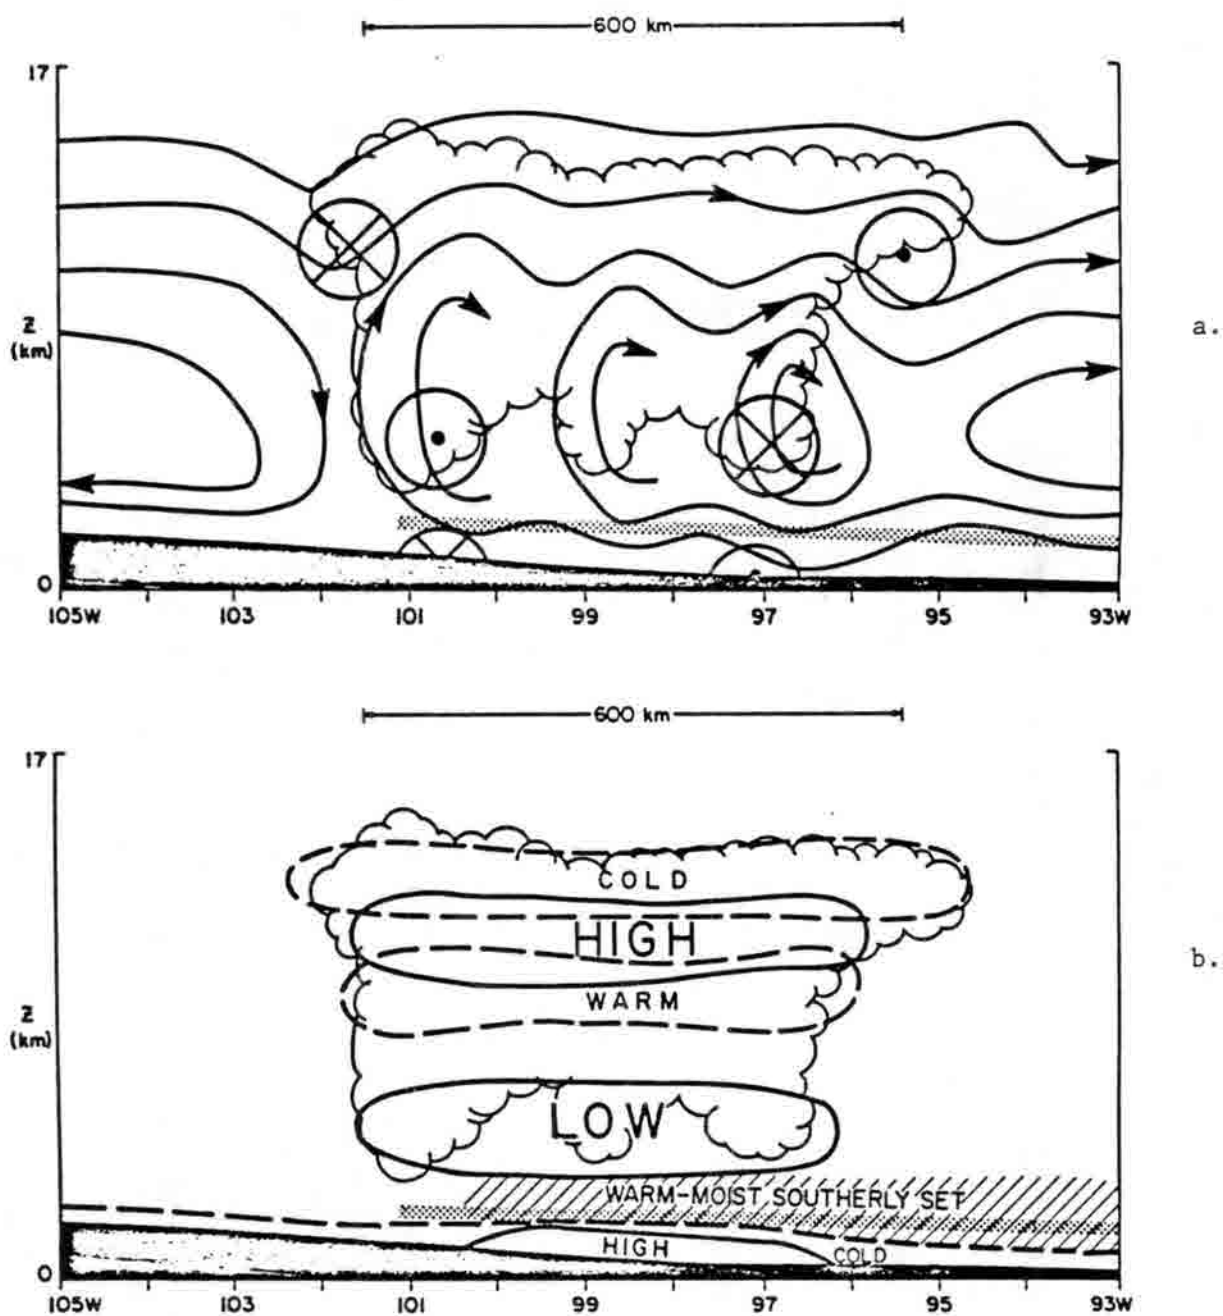 600 km
17
a.
Z
(km)
0
105W 103 101 99 97 95 93W
600 km
17
COLD
HIGH
b.
WARM
Z
(km)
LOW
WARM-MOIST SOUTHERLY SET
HIGH
COLD
0
105W 103 101 99 97 95 93W